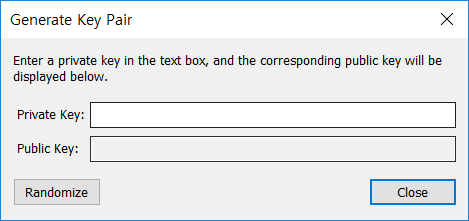 Generate Key Pair
Enter a private key in the text box, and the corresponding public key will be
displayed below.
Private Key:
Public Key:
Randomize Close